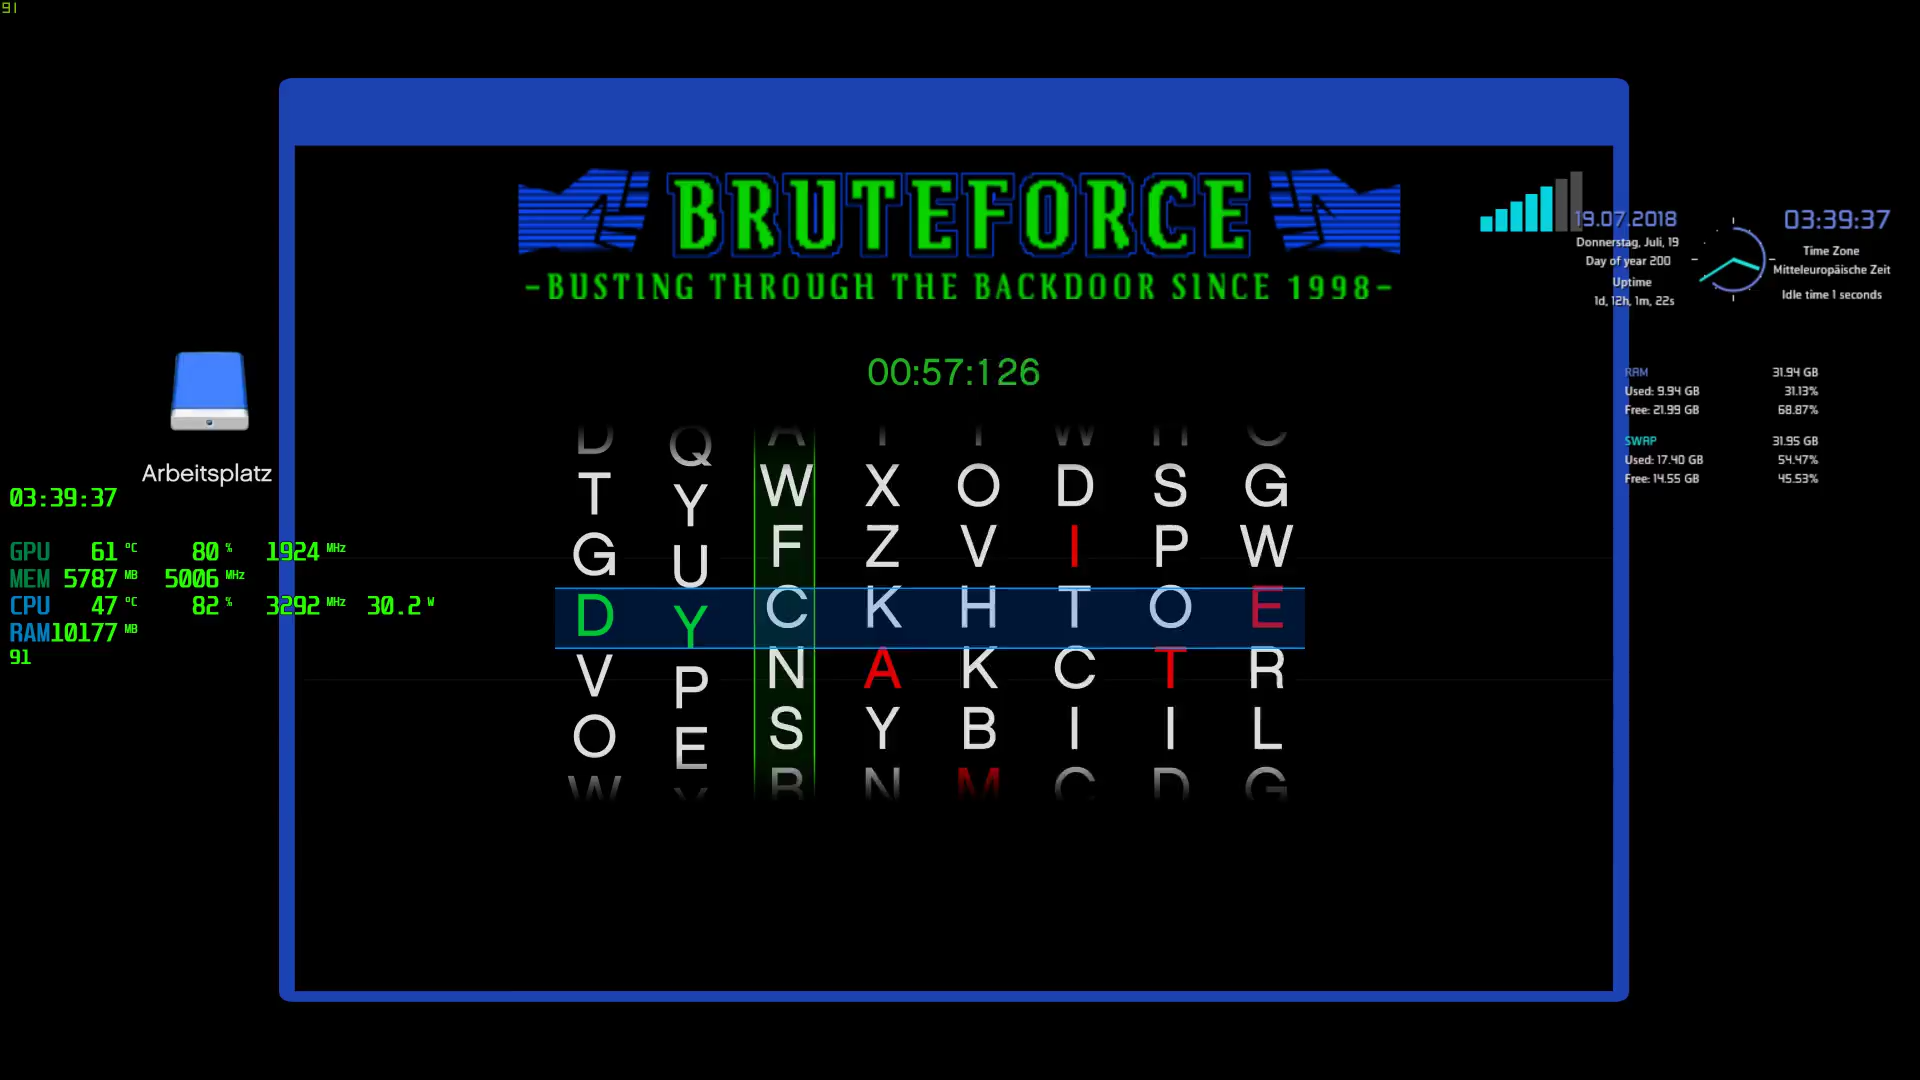 91
BRUTEFORCE
-BUSTING THROUGH THE BACKDOOR SINCE 1998-
19.07.2018
Donnerstag, Juli, 19
Day of year 200
Uptime
1d, 12h, 1m, 22s
03:39:37
Time Zone
Mitteleuropäische Zeit
Idle time 1 seconds
00:57:126
RAM 31.94 GB
Used: 9.94 GB 31.13%
Free: 21.99 GB 68.87%
SWAP 31.95 GB
Used: 17.40 GB 54.47%
Free: 14.55 GB 45.53%
Arbeitsplatz
03:39:37
GPU 61 °C 80 % 1924 MHz
MEM 5787 MB 5006 MHz
CPU 47 °C 82 % 3292 MHz 30.2 W
RAM10177 MB
91
D Q A W C
T Y W X O D S G
G U F Z V I P W
D Y C K H T O E
V P N A K C T R
O E S Y B I I L
W Y R N M C D G